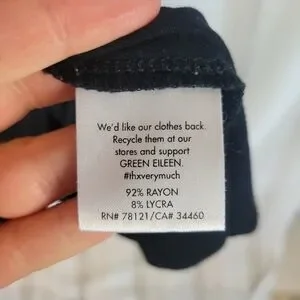 We'd like our clothes back.
Recycle them at our
stores and support
GREEN EILEEN.
#thxverymuch
92% RAYON
8% LYCRA
RN# 78121/CA# 34460